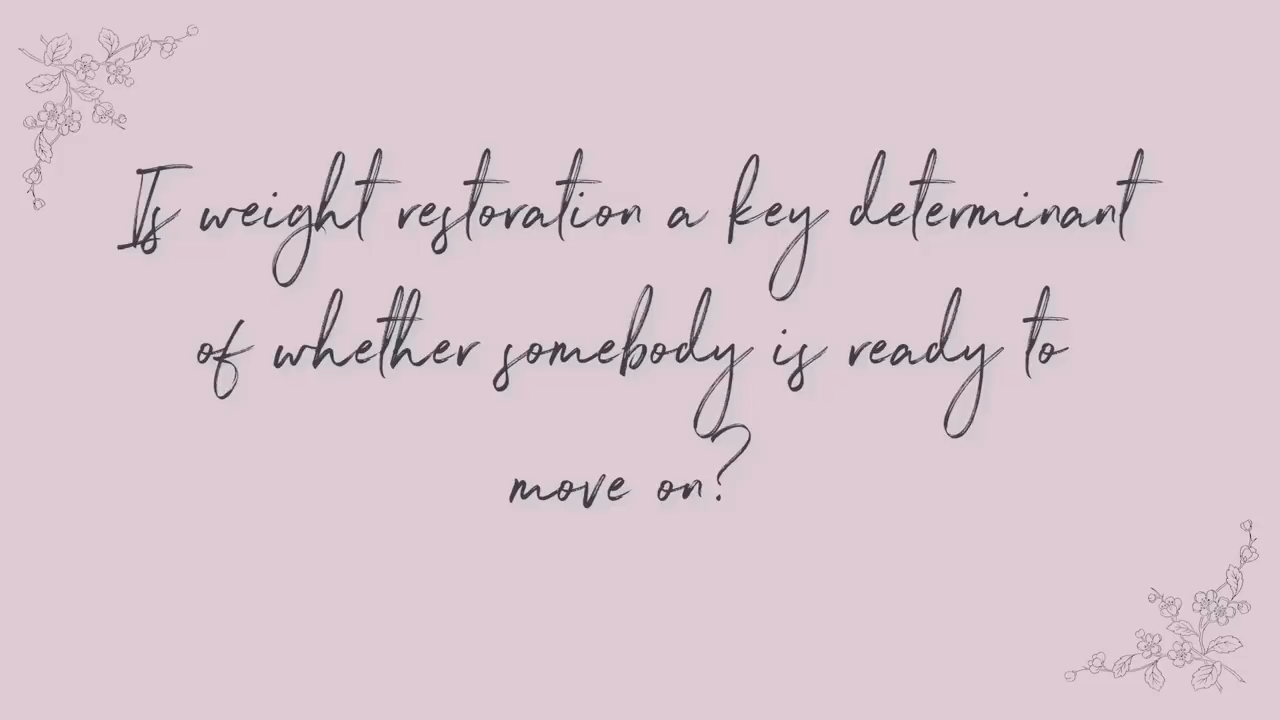 Is weight restoration a key determinant
of whether somebody is ready to
move on?